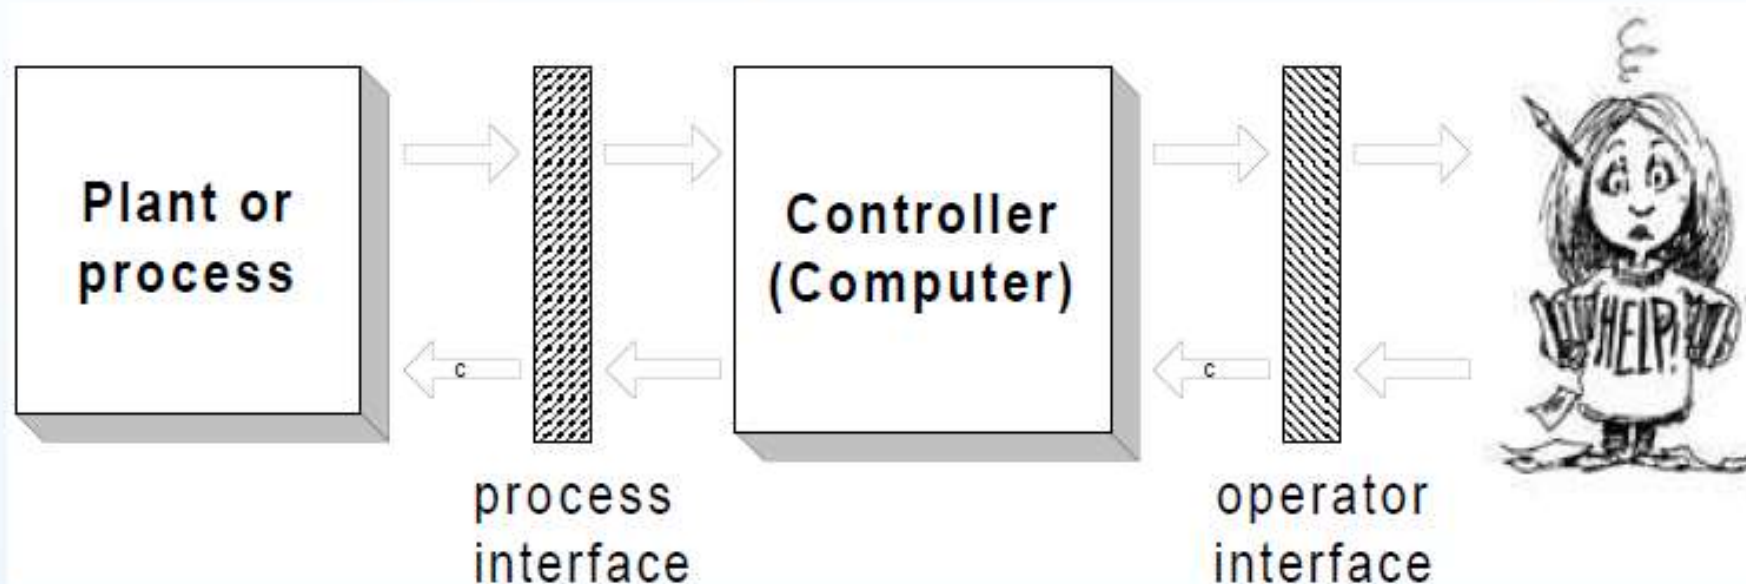 Plant or
process
c
process
interface
Controller
(Computer)
c
operator
interface
HELP!